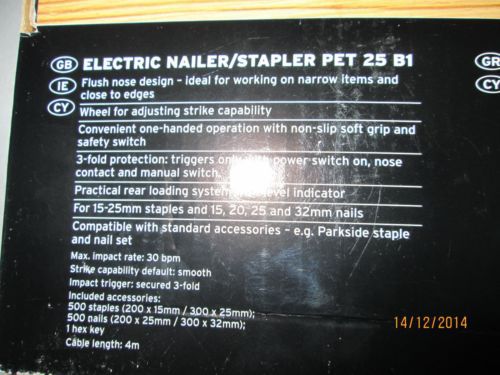 GB ELECTRIC NAILER/STAPLER PET 25 B1
IE Flush nose design – ideal for working on narrow items and
close to edges
CY Wheel for adjusting strike capability
Convenient one-handed operation with non-slip soft grip and
safety switch
3-fold protection: triggers only with power switch on, nose
contact and manual switch.
Practical rear loading system level indicator
For 15-25mm staples and 15, 20, 25 and 32mm nails
Compatible with standard accessories – e.g. Parkside staple
and nail set
Max. impact rate: 30 bpm
Strike capability default: smooth
Impact trigger: secured 3-fold
Included accessories:
500 staples (200 x 15mm / 300 x 25mm);
500 nails (200 x 25mm / 300 x 32mm);
1 hex key
Cable length: 4m
GR
CY
14/12/2014